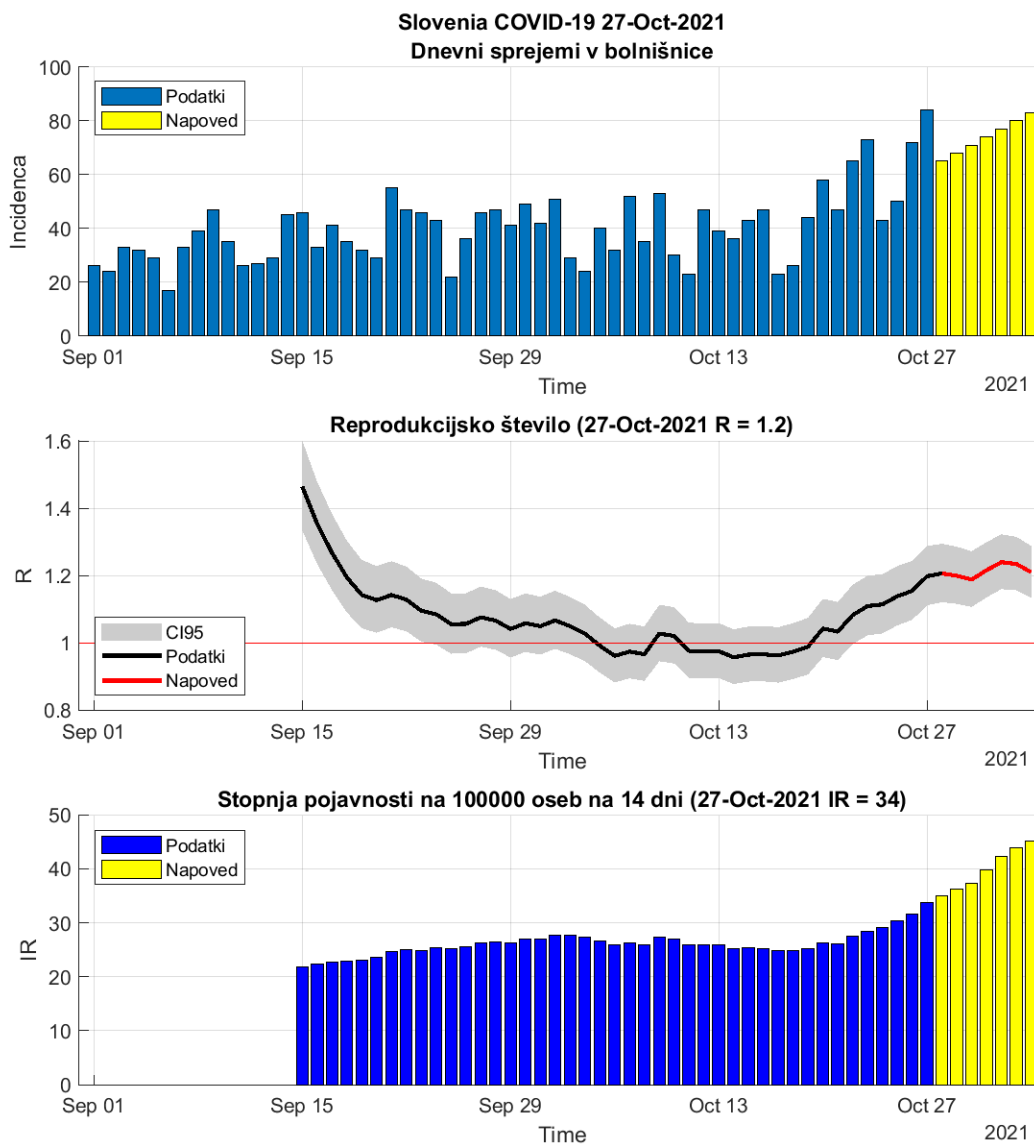 Slovenia COVID-19 27-Oct-2021
Dnevni sprejemi v bolnišnice
100
80
60
40
20
0
Incidenca
Podatki
Napoved
Sep 01 Sep 15 Sep 29 Oct 13 Oct 27
Time
2021
Reprodukcijsko število (27-Oct-2021 R = 1.2)
1.6
1.4
1.2
1
0.8
R
CI95
Podatki
Napoved
Sep 01 Sep 15 Sep 29 Oct 13 Oct 27
Time
2021
Stopnja pojavnosti na 100000 oseb na 14 dni (27-Oct-2021 IR = 34)
50
40
30
20
10
0
IR
Podatki
Napoved
Sep 01 Sep 15 Sep 29 Oct 13 Oct 27
Time
2021